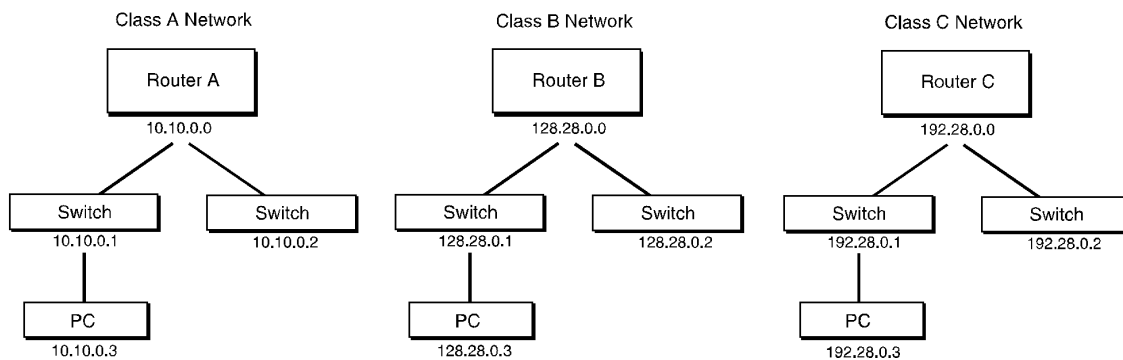 Class A Network
Class B Network
Class C Network
Router A
Router B
Router C
10.10.0.0
128.28.0.0
192.28.0.0
Switch
Switch
Switch
Switch
Switch
Switch
10.10.0.1
10.10.0.2
128.28.0.1
128.28.0.2
192.28.0.1
192.28.0.2
PC
PC
PC
10.10.0.3
128.28.0.3
192.28.0.3